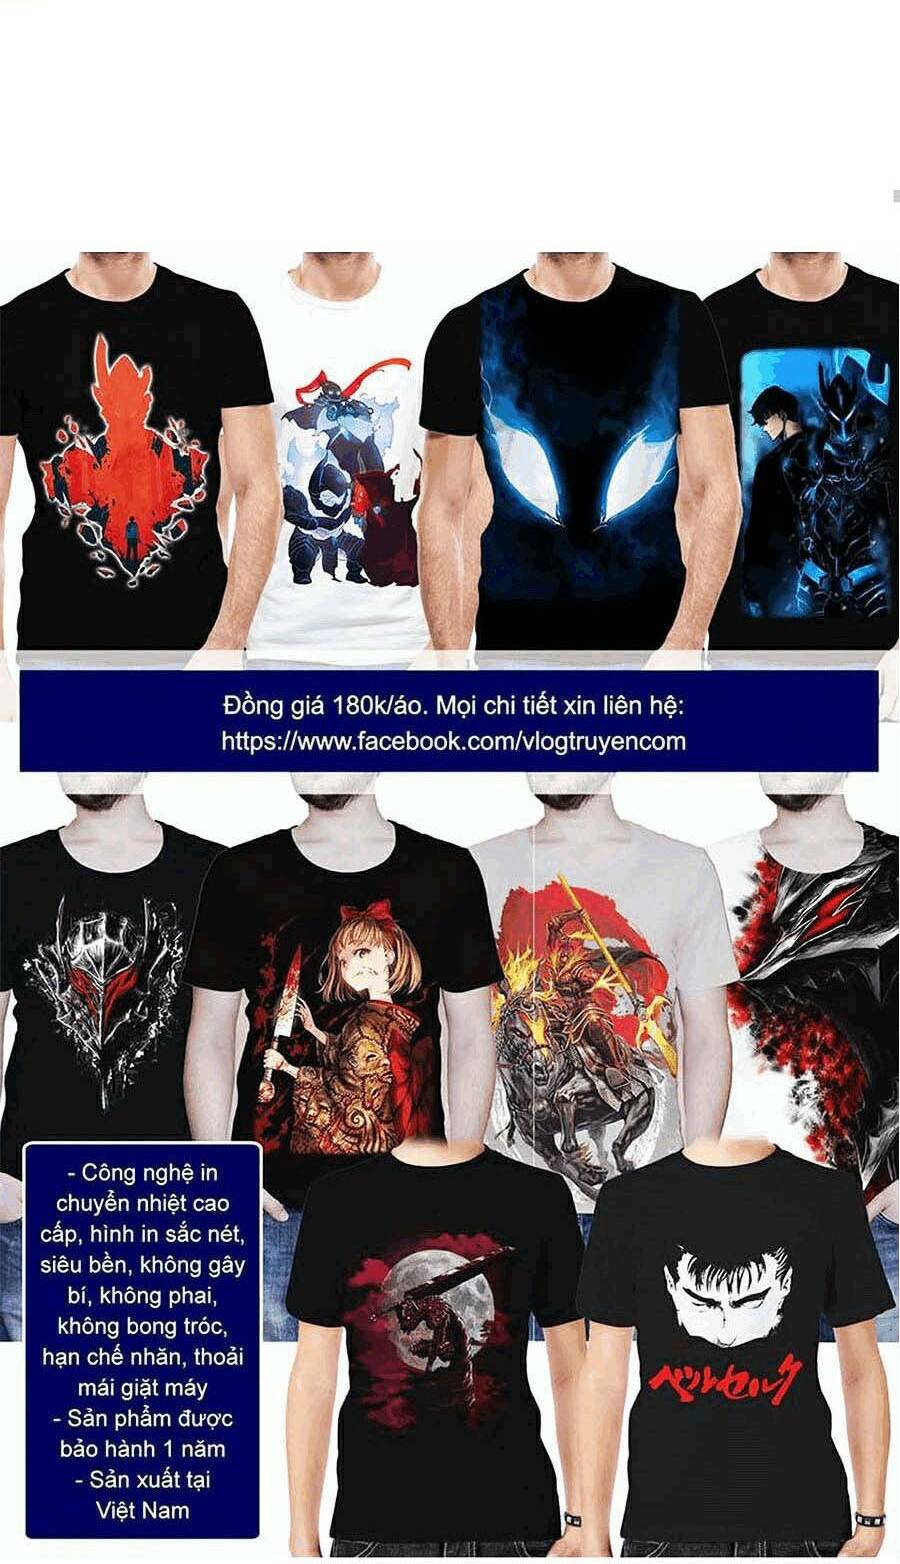 Đồng giá 180k/áo. Mọi chi tiết xin liên hệ:
https://www.facebook.com/vlogtruyencom
- Công nghệ in
chuyển nhiệt cao
cấp, hình in sắc nét,
siêu bền, không gây
bí, không phai,
không bong tróc,
hạn chế nhăn, thoải
mái giặt máy
- Sản phẩm được
bảo hành 1 năm
- Sản xuất tại
Việt Nam
ベルセルク